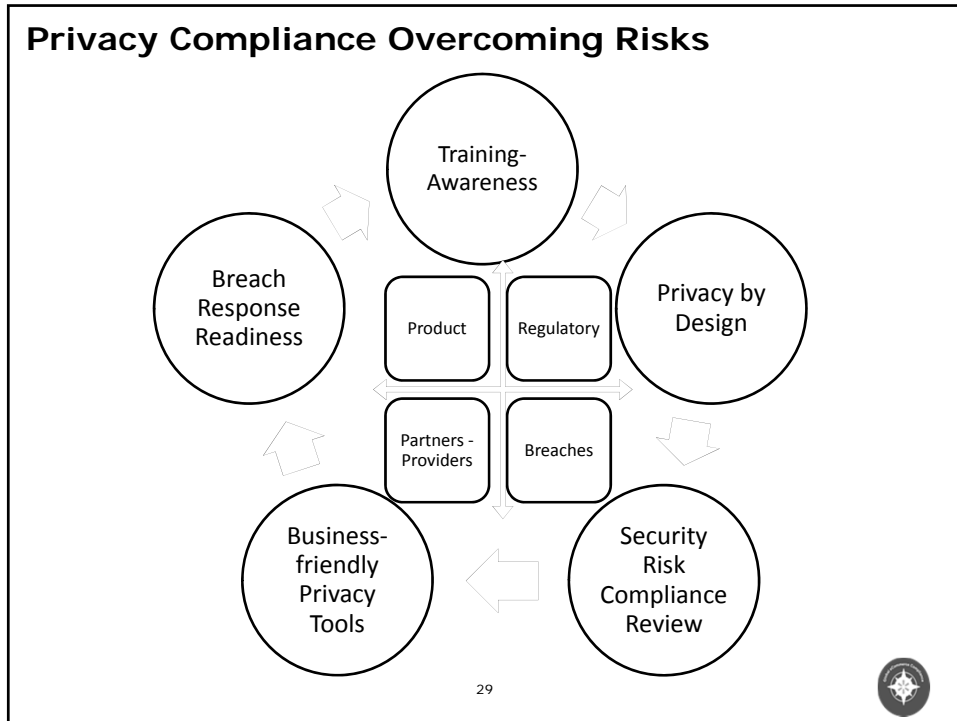 Privacy Compliance Overcoming Risks
Training-
Awareness
Privacy by
Design
Security
Risk
Compliance
Review
Business-
friendly
Privacy
Tools
Breach
Response
Readiness
Product
Regulatory
Partners -
Providers
Breaches
29